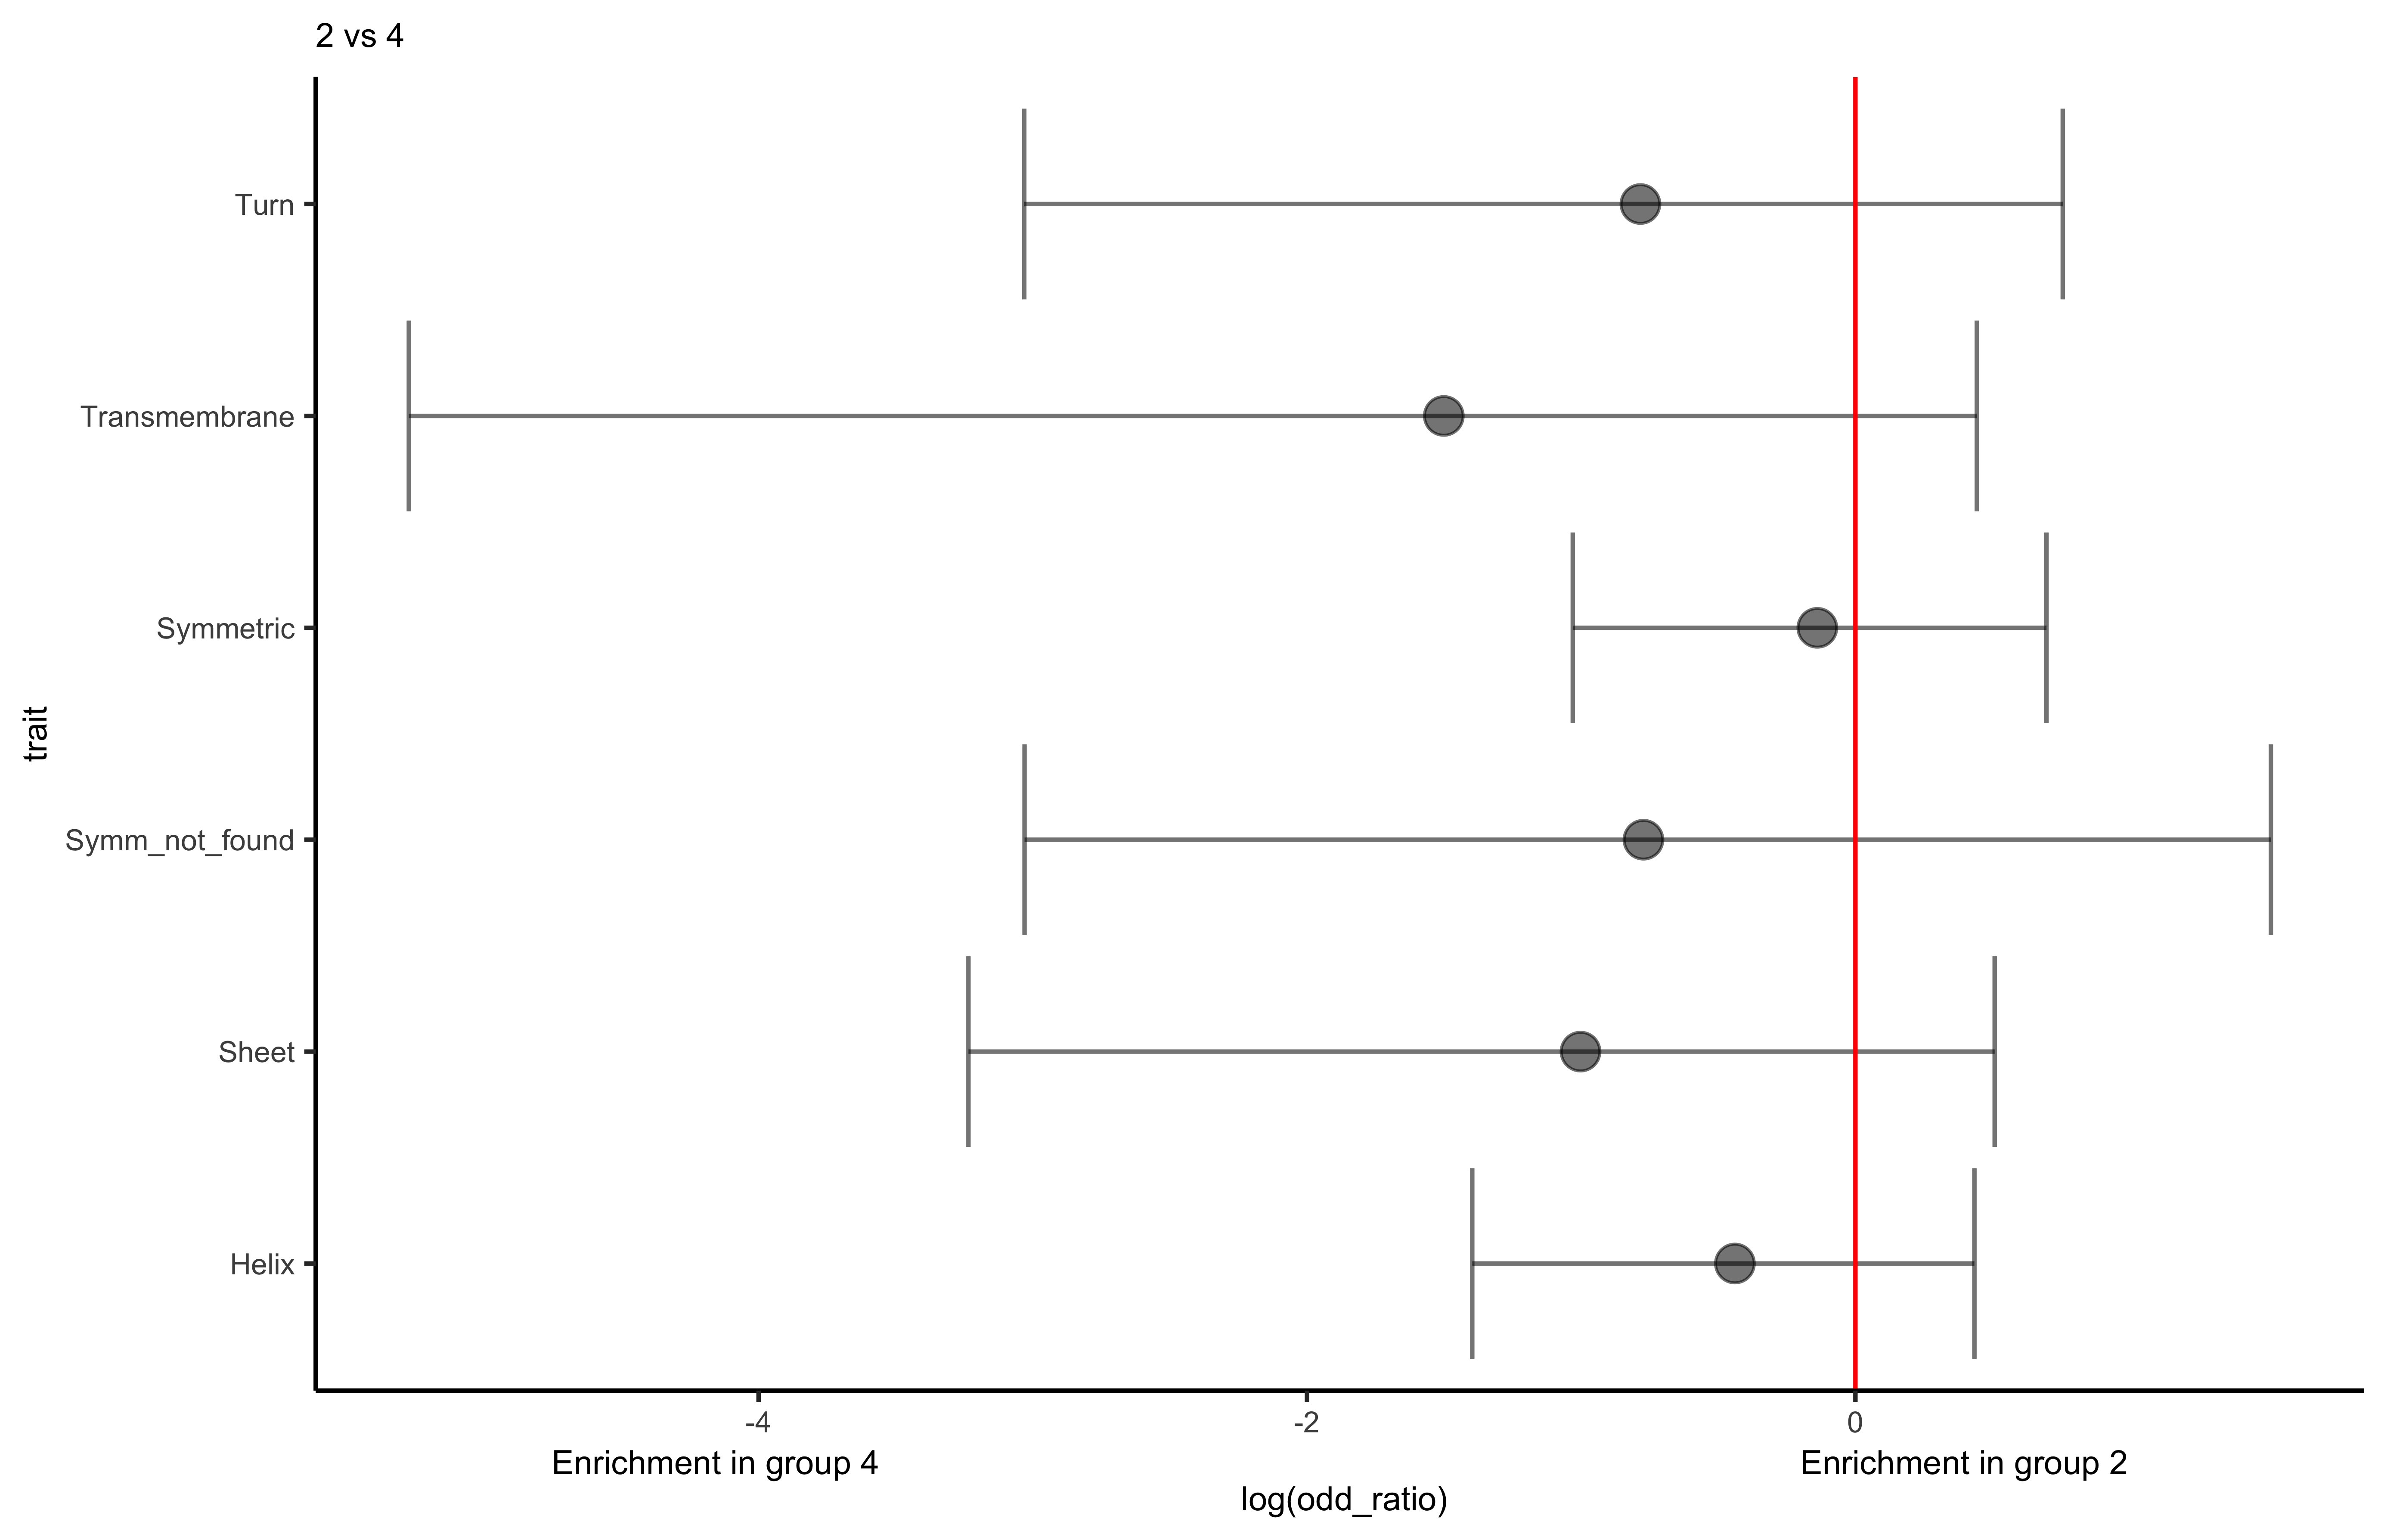 2 vs 4
Turn
Transmembrane
Symmetric
Symm_not_found
Sheet
Helix
trait
-4
-2
0
Enrichment in group 4
Enrichment in group 2
log(odd_ratio)